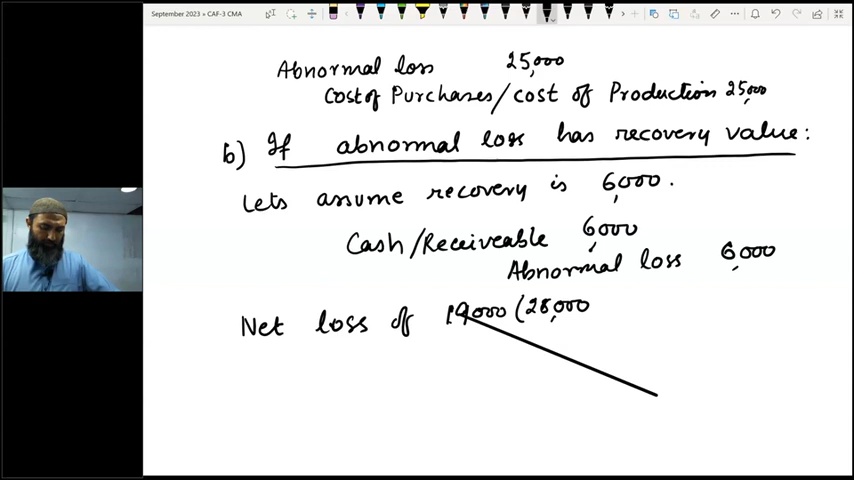 September 2023 » CAF-3 CMA
Abnormal loss 25,000
Cost of Purchases/cost of Production 25,000
b) If abnormal loss has recovery value:
Lets assume recovery is 6,000.
Cash/Receiveable 6,000
Abnormal loss 6,000
Net loss of 19,000 (28,000